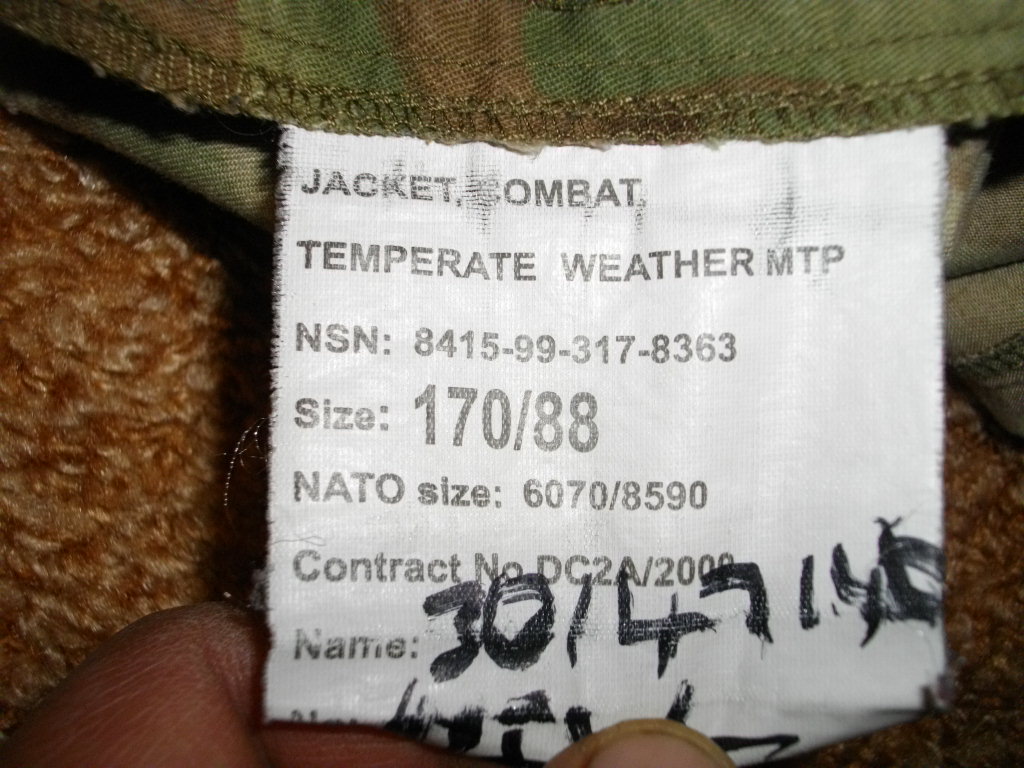 JACKET, COMBAT,
TEMPERATE WEATHER MTP
NSN: 8415-99-317-8363
Size: 170/88
NATO size: 6070/8590
Contract No DC2A/2000
Name: 301471